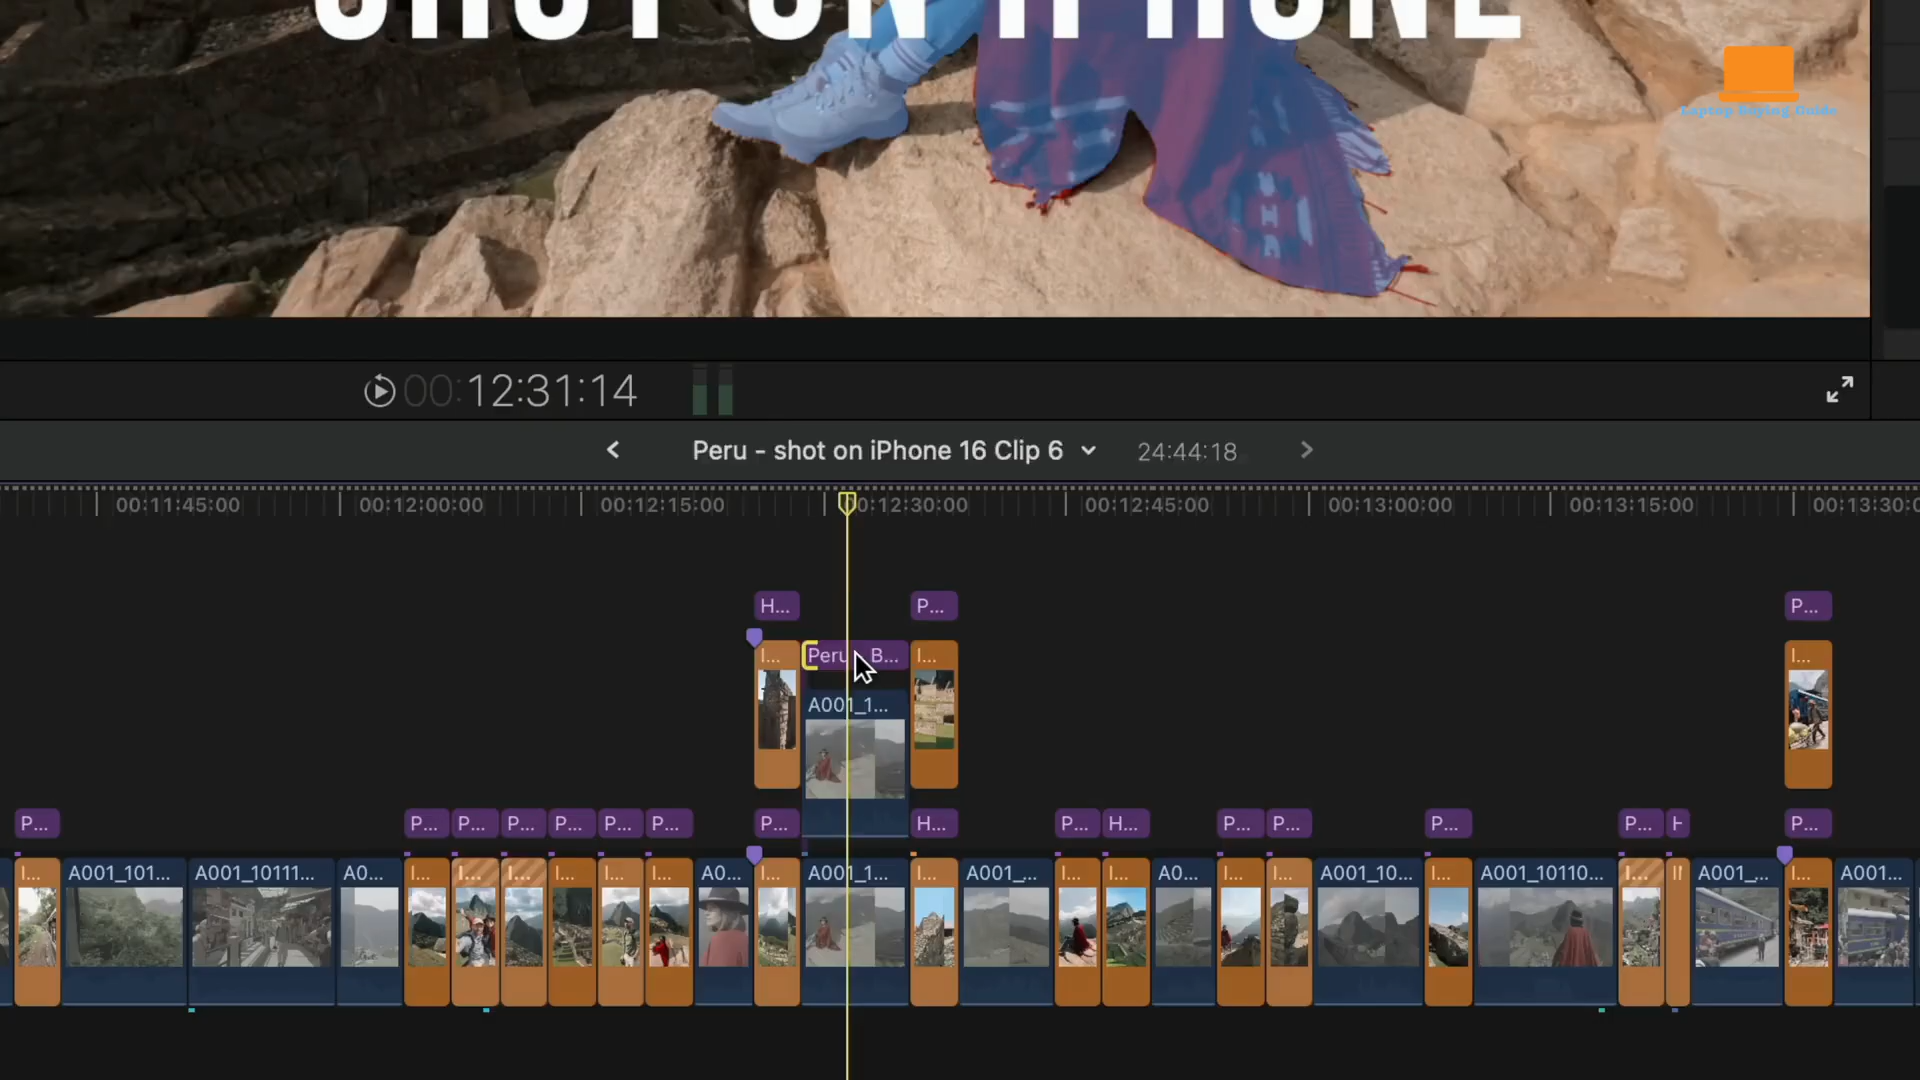 SHOT ON IPHONE
Laptop Buying Guide
00:12:31:14
Peru - shot on iPhone 16 Clip 6
24:44:18
00:11:45:00
00:12:00:00
00:12:15:00
00:12:30:00
00:12:45:00
00:13:00:00
00:13:15:00
00:13:30:0
H...
P...
P...
I...
Peru
B...
I...
I...
A001_1...
P...
P...
P...
P...
P...
P...
P...
P...
H...
P...
H...
P...
P...
P...
P...
H
P...
I...
A001_101...
A001_10111...
A0...
I...
I...
I...
I...
I...
I...
A0...
I...
A001_1...
I...
A001_...
I...
I...
A0...
I...
I...
A001_10...
I...
A001_10110...
I...
A001_...
I...
A001...